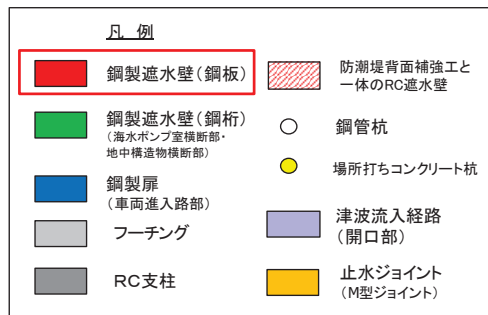 凡 例
鋼製遮水壁(鋼板)
鋼製遮水壁(鋼桁)
(海水ポンプ室横断部・
地中構造物横断部)
鋼製扉
(車両進入路部)
フーチング
RC支柱
防潮堤背面補強工と
一体のRC遮水壁
鋼管杭
場所打ちコンクリート杭
津波流入経路
(開口部)
止水ジョイント
(M型ジョイント)